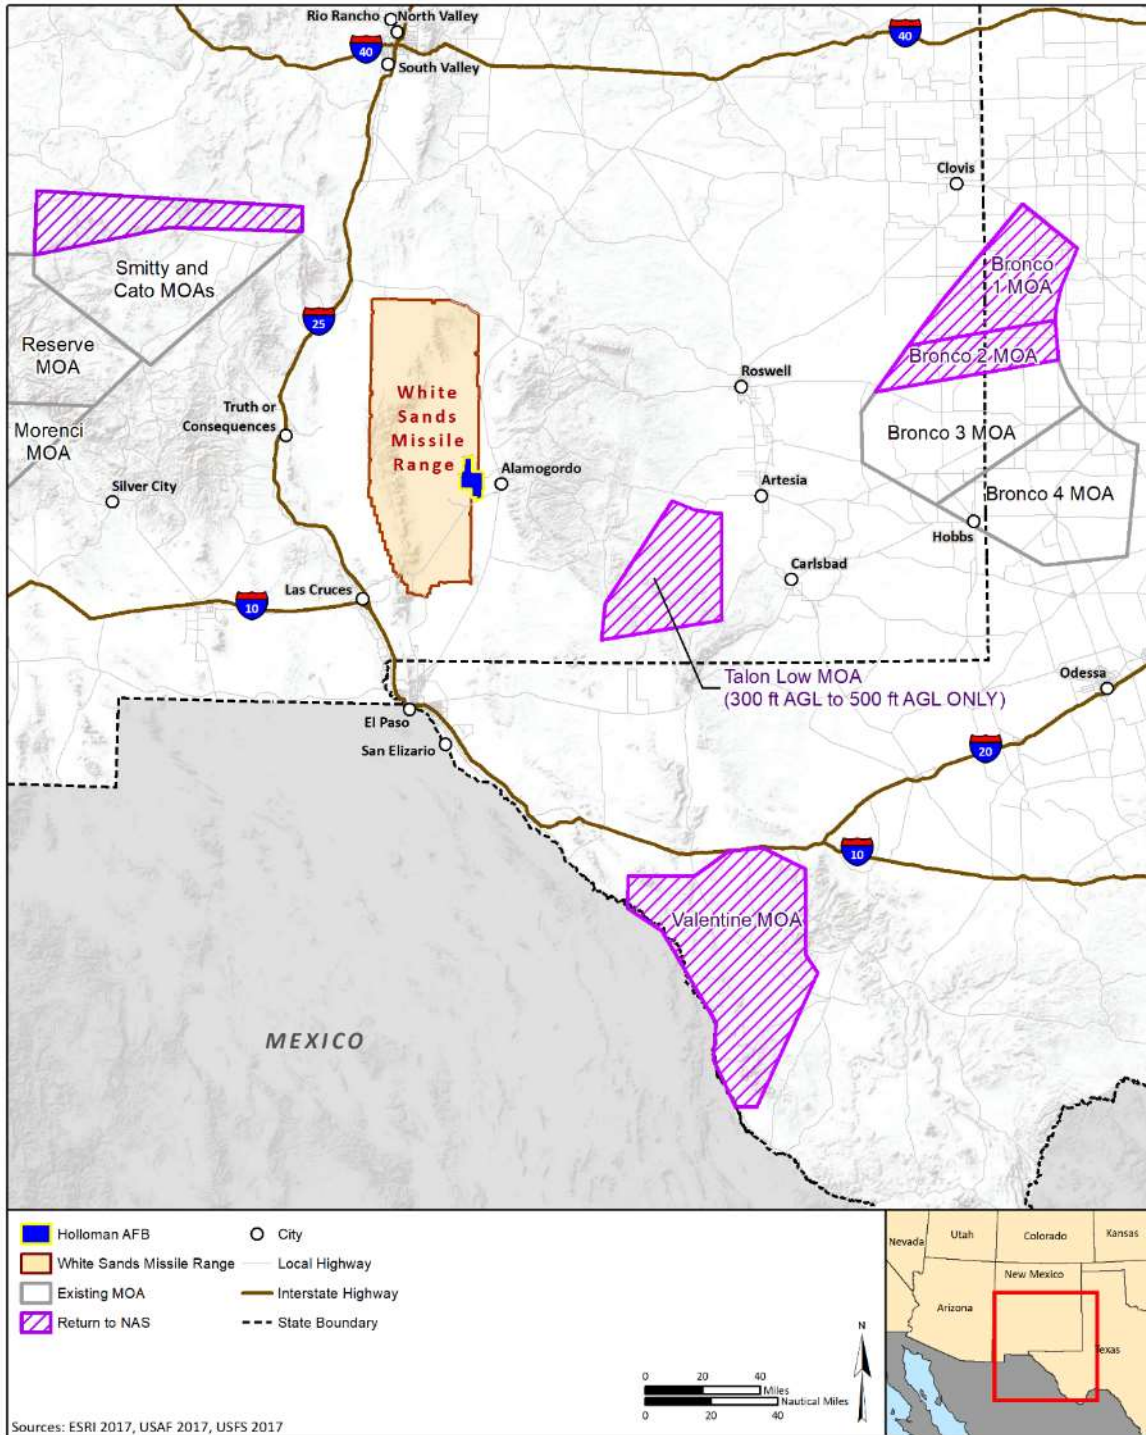 Rio Rancho
North Valley
40
South Valley
40
Clovis
Smitty and
Cato MOAs
Bronco
1 MOA
25
Reserve
MOA
Bronco 2 MOA
Roswell
White
Sands
Missile
Range
Truth or
Consequences
Morenci
MOA
Bronco 3 MOA
Alamogordo
Silver City
Artesia
Bronco 4 MOA
Hobbs
Carlsbad
Las Cruces
10
Talon Low MOA
(300 ft AGL to 500 ft AGL ONLY)
Odessa
El Paso
San Elizario
20
10
Valentine MOA
MEXICO
Holloman AFB
White Sands Missile Range
Existing MOA
Return to NAS
City
Local Highway
Interstate Highway
State Boundary
N
0 20 40
Miles
Nautical Miles
0 20 40
Nevada
Utah
Colorado
Kansas
New Mexico
Arizona
Texas
Sources: ESRI 2017, USAF 2017, USFS 2017